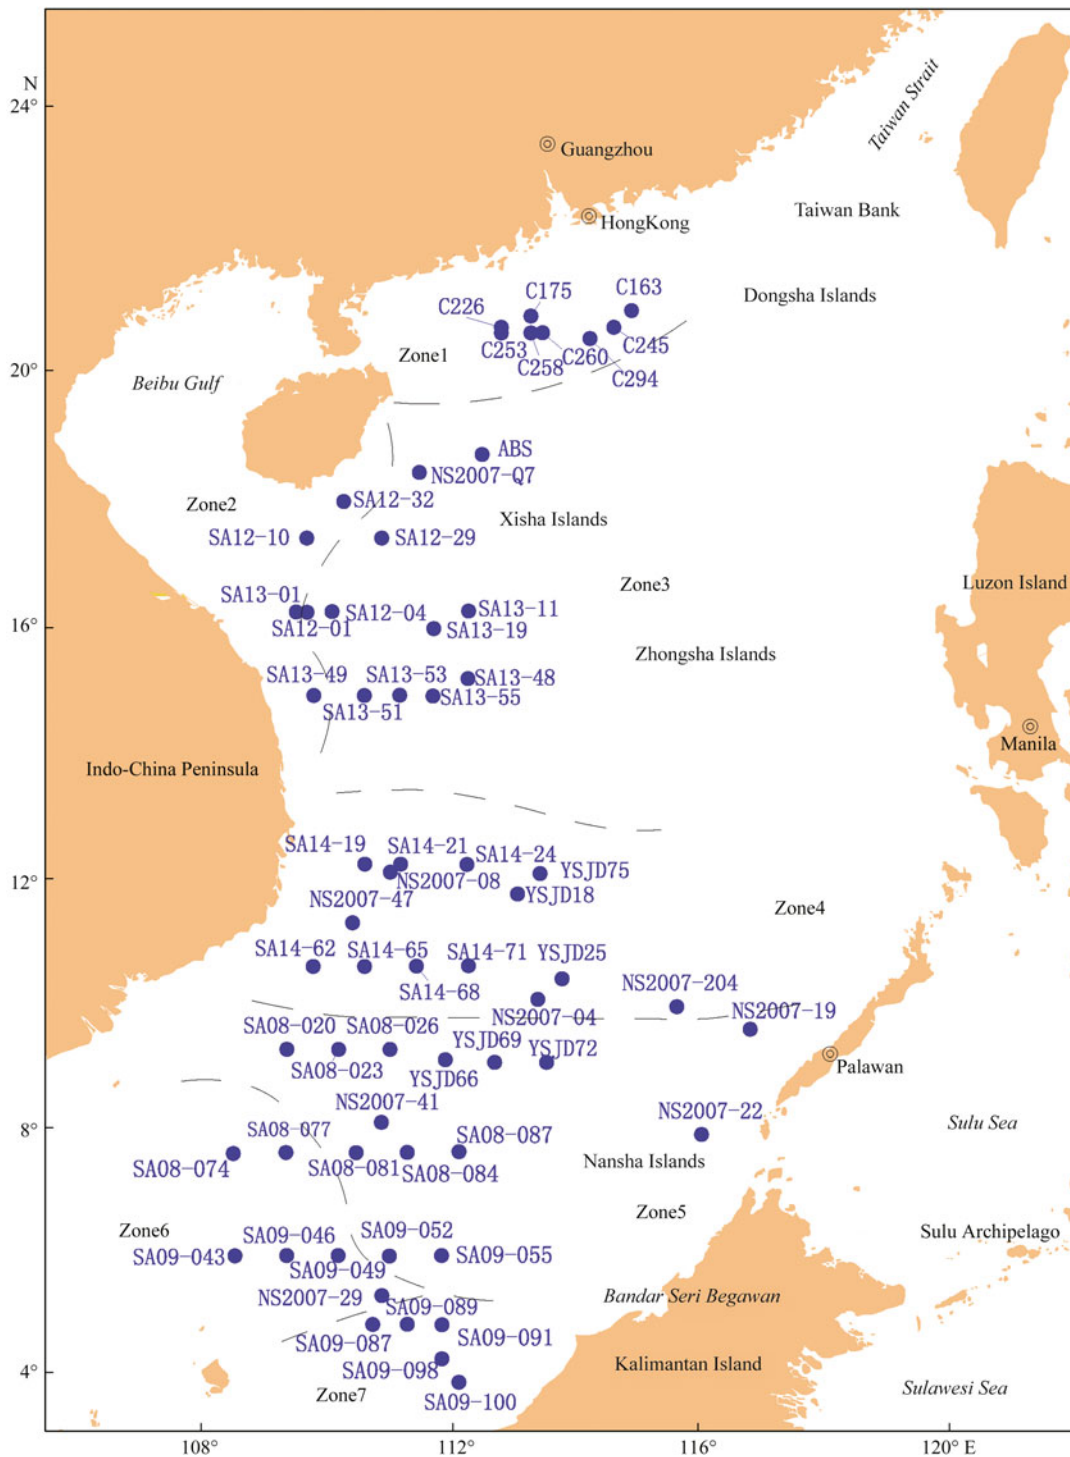 N
24°
Taiwan Strait
Guangzhou
Taiwan Bank
HongKong
C163
Dongsha Islands
C175
C226
Zone1
C253
C260
C245
C258
C294
20°
Beibu Gulf
ABS
NS2007-Q7
Zone2
SA12-32
Xisha Islands
SA12-10
SA12-29
Zone3
Luzon Island
SA13-01
SA12-04
SA13-11
16°
SA12-01
SA13-19
Zhongsha Islands
SA13-49
SA13-53
SA13-48
SA13-51
SA13-55
Manila
Indo-China Peninsula
SA14-19
SA14-21
SA14-24
YSJD75
12°
NS2007-08
YSJD18
NS2007-47
Zone4
SA14-62
SA14-65
SA14-71
YSJD25
NS2007-204
SA14-68
NS2007-04
NS2007-19
SA08-020
SA08-026
YSJD69
YSJD72
SA08-023
YSJD66
Palawan
NS2007-41
NS2007-22
8°
SA08-077
SA08-087
Sulu Sea
SA08-074
SA08-081
SA08-084
Nansha Islands
Zone5
Zone6
SA09-046
SA09-052
Sulu Archipelago
SA09-043
SA09-049
SA09-055
NS2007-29
SA09-089
Bandar Seri Begawan
SA09-087
SA09-091
4°
SA09-098
Kalimantan Island
Zone7
SA09-100
Sulawesi Sea
108°
112°
116°
120° E